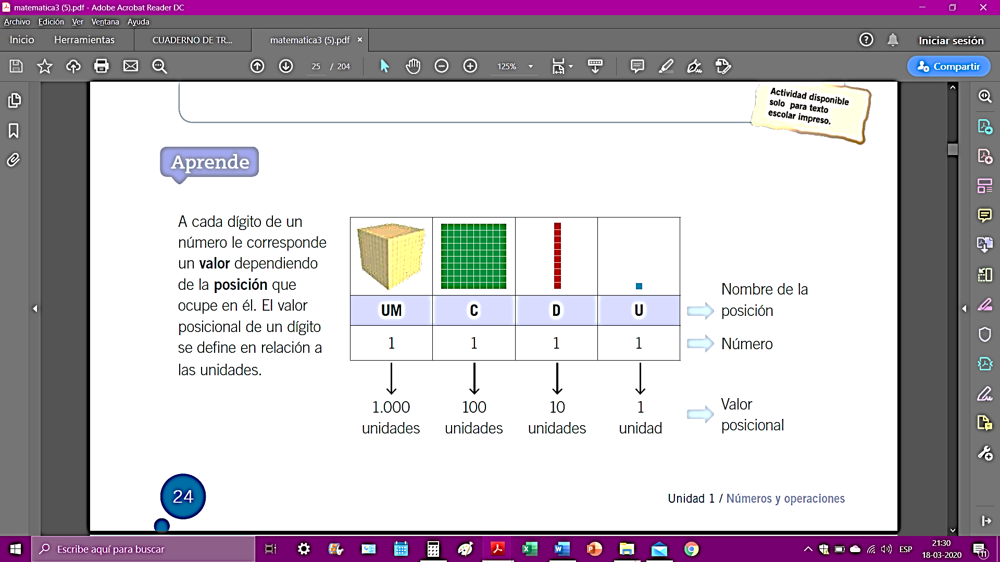 matematica3 (5).pdf - Adobe Acrobat Reader DC
Archivo Edición Ver Ventana Ayuda
Inicio Herramientas CUADERNO DE TR... matematica3 (5).pdf × Iniciar sesión
25 / 204 125% Compartir
Actividad disponible
solo para texto
escolar impreso.
Aprende
A cada dígito de un
número le corresponde
un valor dependiendo
de la posición que
ocupe en él. El valor
posicional de un dígito
se define en relación a
las unidades.
UM C D U
Nombre de la
posición
1 1 1 1
Número
1.000 100 10 1
unidades unidades unidades unidad
Valor
posicional
24
Unidad 1 / Números y operaciones
Escribe aquí para buscar
ESP
21:30
18-03-2020
11